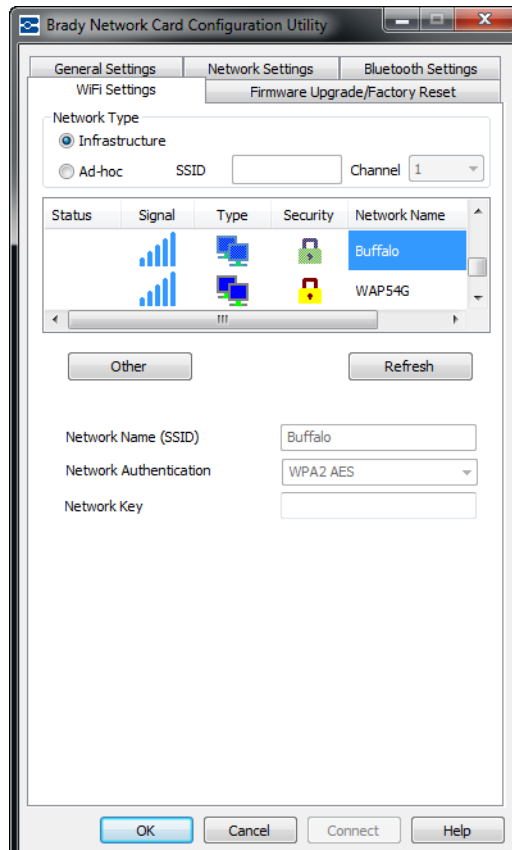 Brady Network Card Configuration Utility
General Settings Network Settings Bluetooth Settings
WiFi Settings Firmware Upgrade/Factory Reset
Network Type
Infrastructure
Ad-hoc SSID Channel 1
Status Signal Type Security Network Name
Buffalo
WAP54G
Other Refresh
Network Name (SSID) Buffalo
Network Authentication WPA2 AES
Network Key
OK Cancel Connect Help